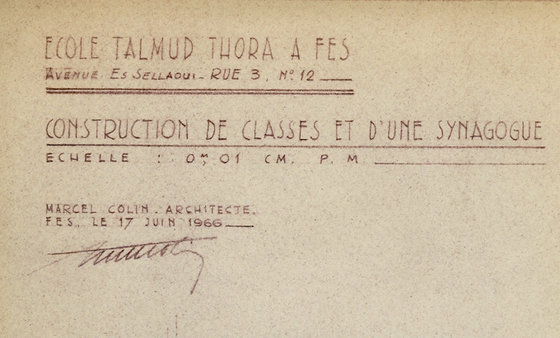 ECOLE TALMUD THORA A FES
AVENUE ES SELLAOUI - RUE 3, N° 12
CONSTRUCTION DE CLASSES ET D'UNE SYNAGOGUE
ECHELLE : 0m,01 CM. P. M.
MARCEL COLIN. ARCHITECTE.
FES, LE 17 JUIN 1966